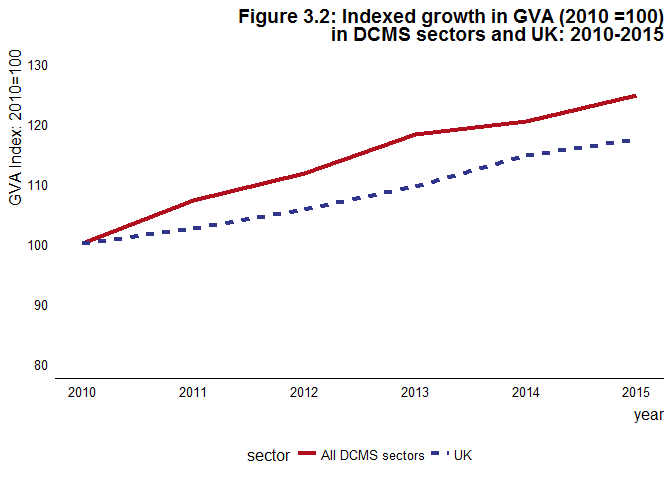 Figure 3.2: Indexed growth in GVA (2010 =100)
in DCMS sectors and UK: 2010-2015
GVA Index: 2010=100
130
120
110
100
90
80
2010 2011 2012 2013 2014 2015
year
sector All DCMS sectors UK